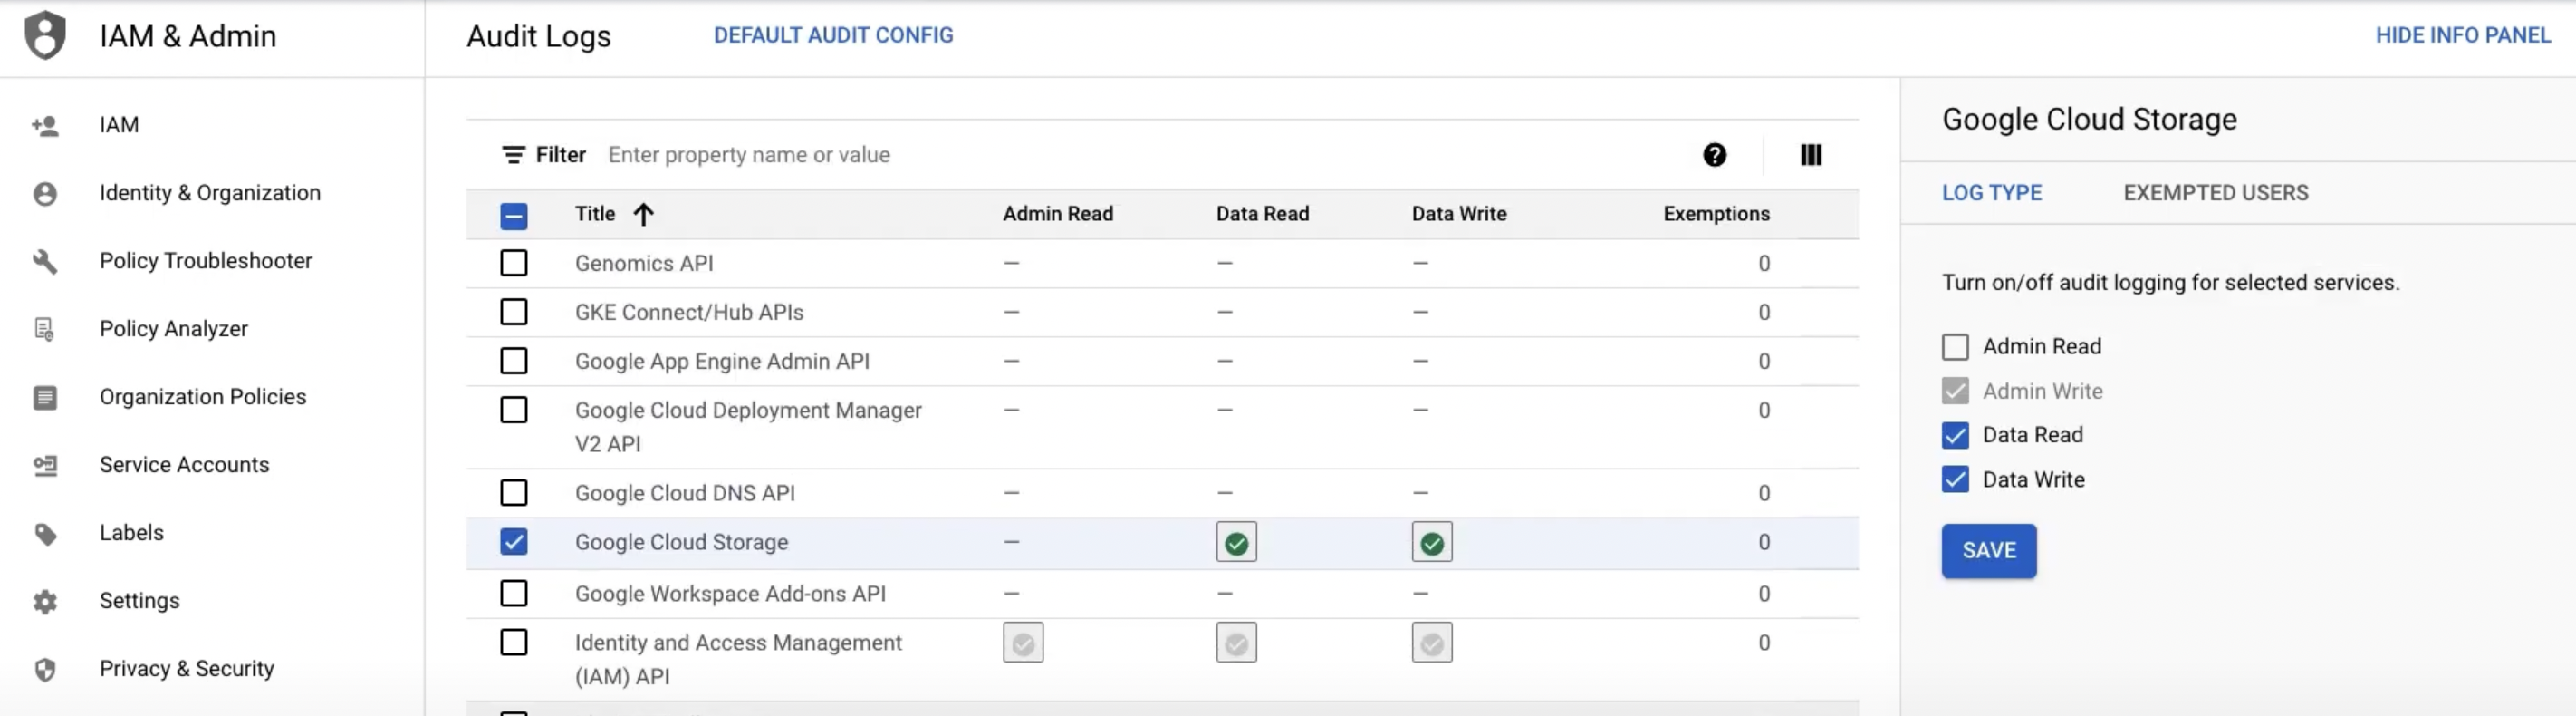 IAM & Admin
Audit Logs
DEFAULT AUDIT CONFIG
HIDE INFO PANEL
IAM
Identity & Organization
Policy Troubleshooter
Policy Analyzer
Organization Policies
Service Accounts
Labels
Settings
Privacy & Security
Filter Enter property name or value
Title Admin Read Data Read Data Write Exemptions
Genomics API – – – 0
GKE Connect/Hub APIs – – – 0
Google App Engine Admin API – – – 0
Google Cloud Deployment Manager – – – 0
V2 API
Google Cloud DNS API – – – 0
Google Cloud Storage – 0
Google Workspace Add-ons API – – – 0
Identity and Access Management 0
(IAM) API
Google Cloud Storage
LOG TYPE EXEMPTED USERS
Turn on/off audit logging for selected services.
Admin Read
Admin Write
Data Read
Data Write
SAVE